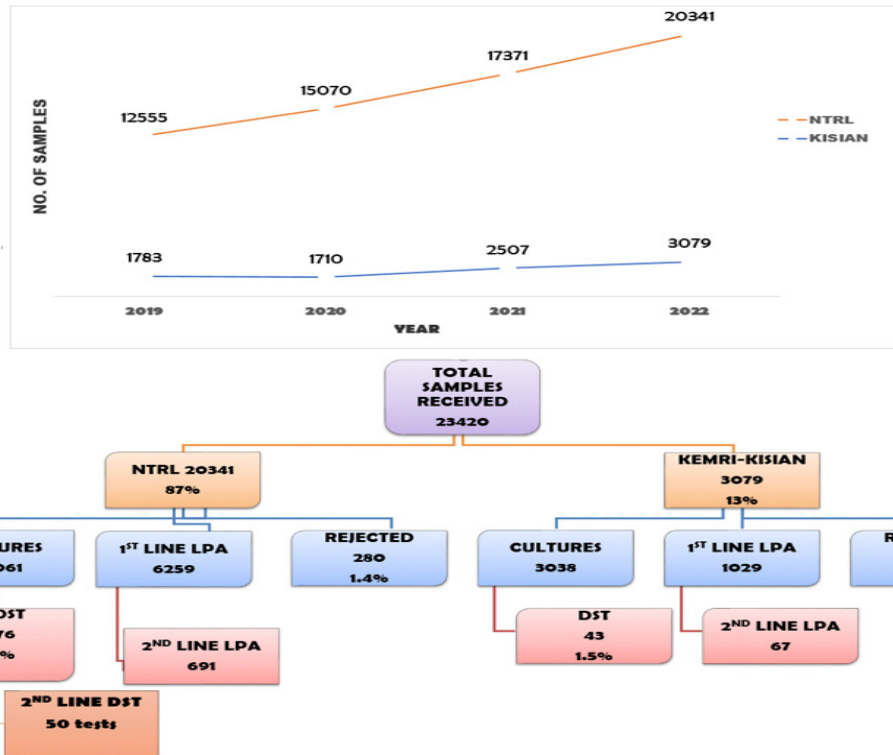 20341
17371
15070
12555
NO. OF SAMPLES
NTRL
KISIAN
1783
1710
2507
3079
2019
2020
2021
2022
YEAR
TOTAL
SAMPLES
RECEIVED
23420
NTRL 20341
87%
KEMRI-KISIAN
3079
13%
1ST LINE LPA
6259
REJECTED
280
1.4%
CULTURES
3038
1ST LINE LPA
1029
2ND LINE LPA
691
DST
43
1.5%
2ND LINE LPA
67
2ND LINE DST
50 tests